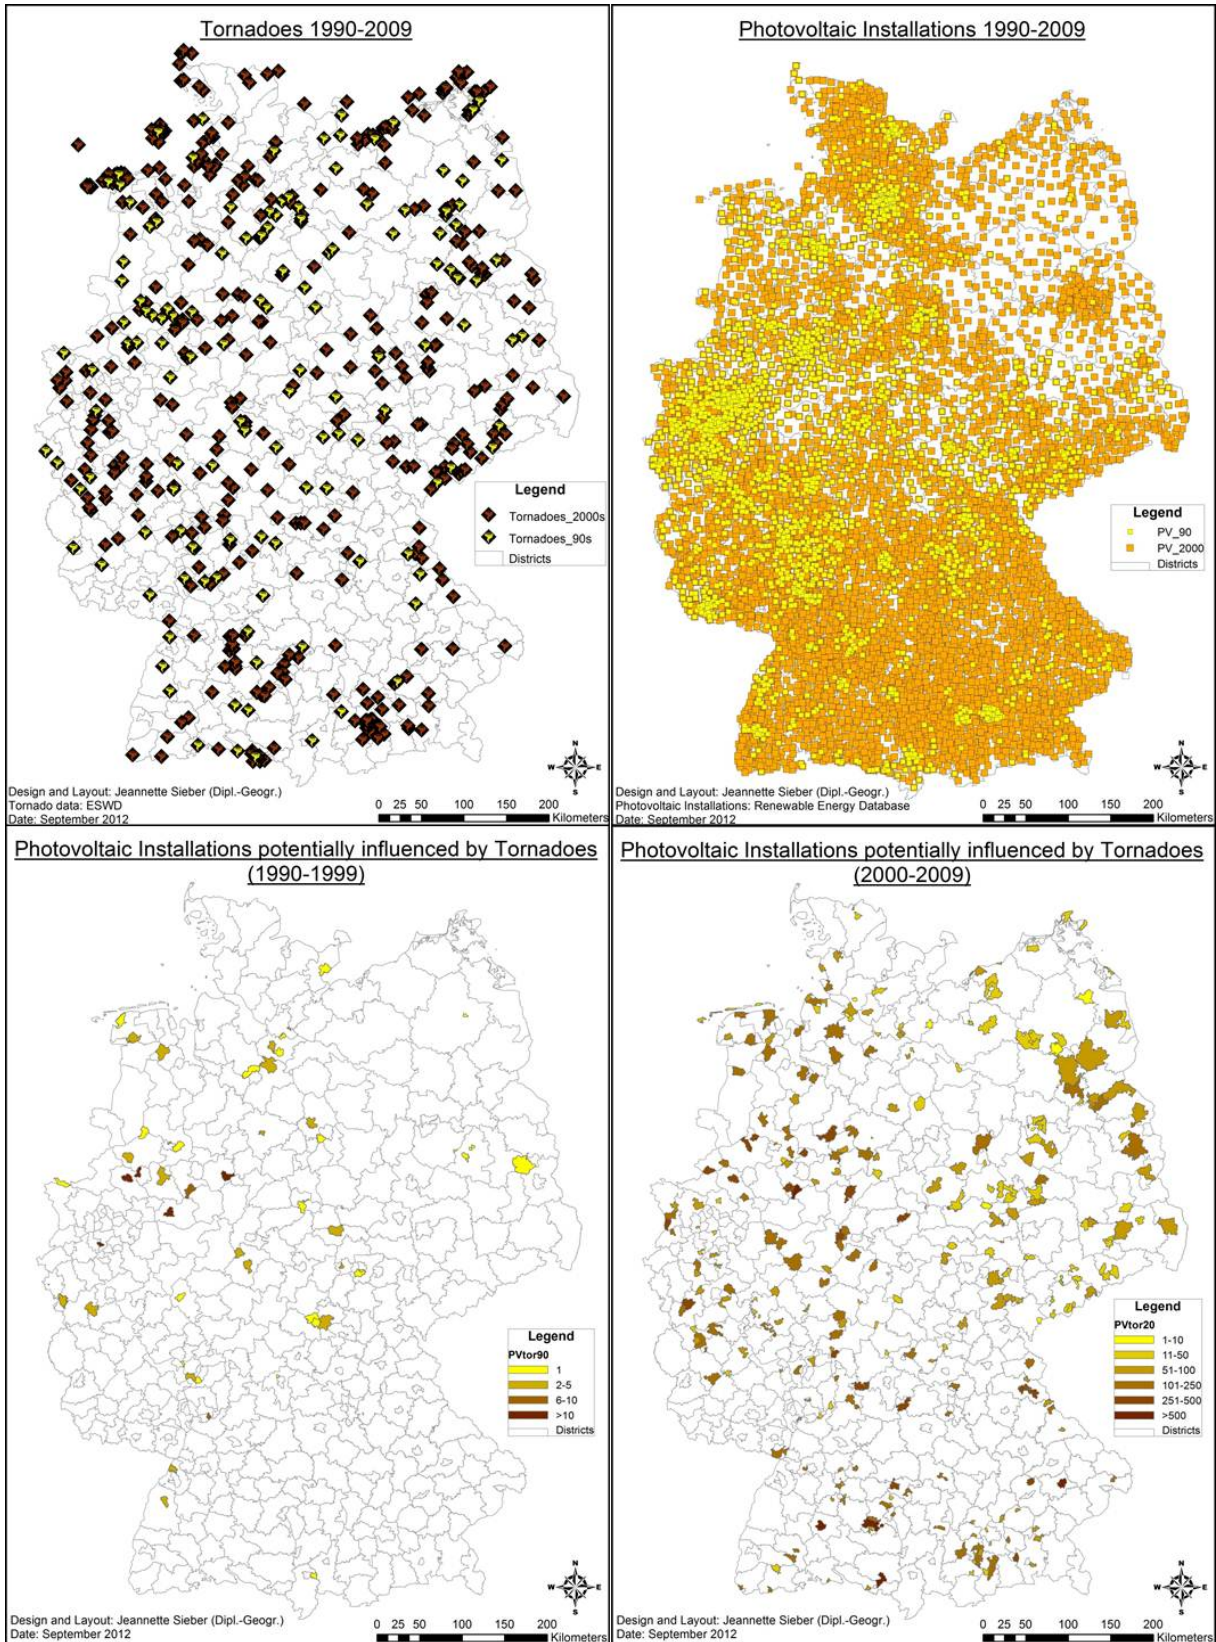 Tornadoes 1990-2009
Legend
Tornadoes_2000s
Tornadoes_90s
Districts
N
W E
S
Design and Layout: Jeannette Sieber (Dipl.-Geogr.)
Tornado data: ESWD
Date: September 2012
0 25 50 100 150 200
Kilometers
Photovoltaic Installations 1990-2009
Legend
PV_90
PV_2000
Districts
N
W E
S
Design and Layout: Jeannette Sieber (Dipl.-Geogr.)
Photovoltaic Installations: Renewable Energy Database
Date: September 2012
0 25 50 100 150 200
Kilometers
Photovoltaic Installations potentially influenced by Tornadoes
(1990-1999)
Legend
PVtor90
1
2-5
6-10
>10
Districts
N
W E
S
Design and Layout: Jeannette Sieber (Dipl.-Geogr.)
Date: September 2012
0 25 50 100 150 200
Kilometers
Photovoltaic Installations potentially influenced by Tornadoes
(2000-2009)
Legend
PVtor20
1-10
11-50
51-100
101-250
251-500
>500
Districts
N
W E
S
Design and Layout: Jeannette Sieber (Dipl.-Geogr.)
Date: September 2012
0 25 50 100 150 200
Kilometers